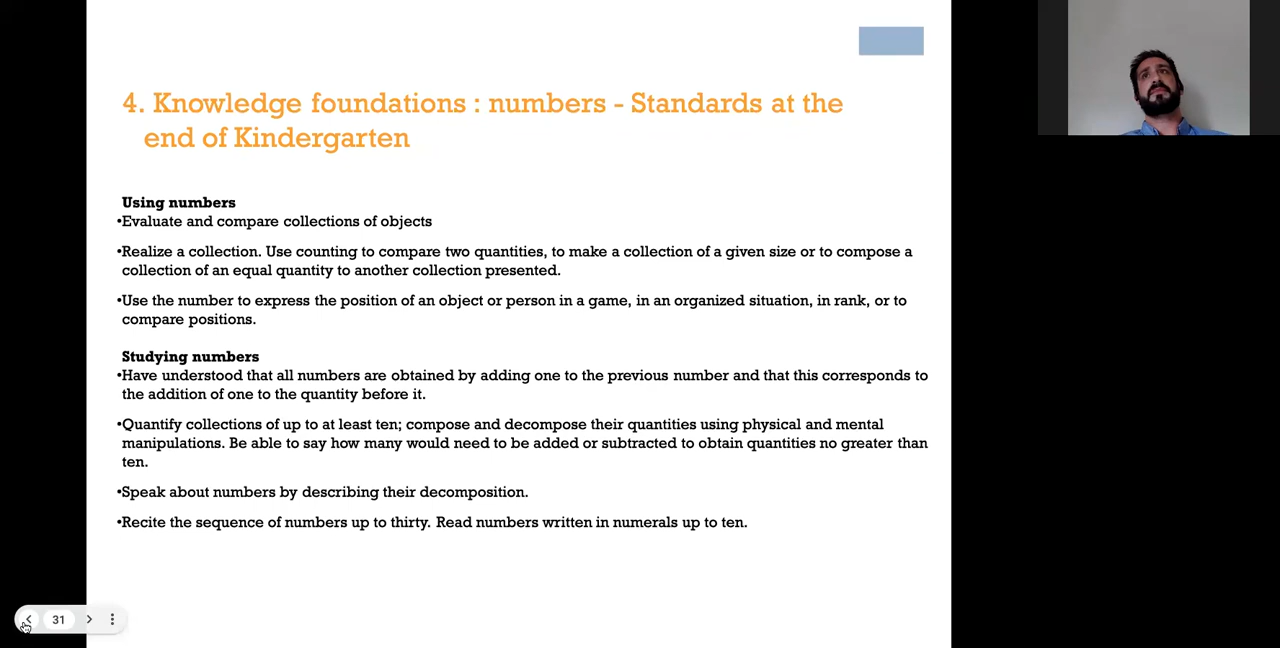 4. Knowledge foundations : numbers - Standards at the
end of Kindergarten
Using numbers
•Evaluate and compare collections of objects
•Realize a collection. Use counting to compare two quantities, to make a collection of a given size or to compose a
collection of an equal quantity to another collection presented.
•Use the number to express the position of an object or person in a game, in an organized situation, in rank, or to
compare positions.
Studying numbers
•Have understood that all numbers are obtained by adding one to the previous number and that this corresponds to
the addition of one to the quantity before it.
•Quantify collections of up to at least ten; compose and decompose their quantities using physical and mental
manipulations. Be able to say how many would need to be added or subtracted to obtain quantities no greater than
ten.
•Speak about numbers by describing their decomposition.
•Recite the sequence of numbers up to thirty. Read numbers written in numerals up to ten.
31